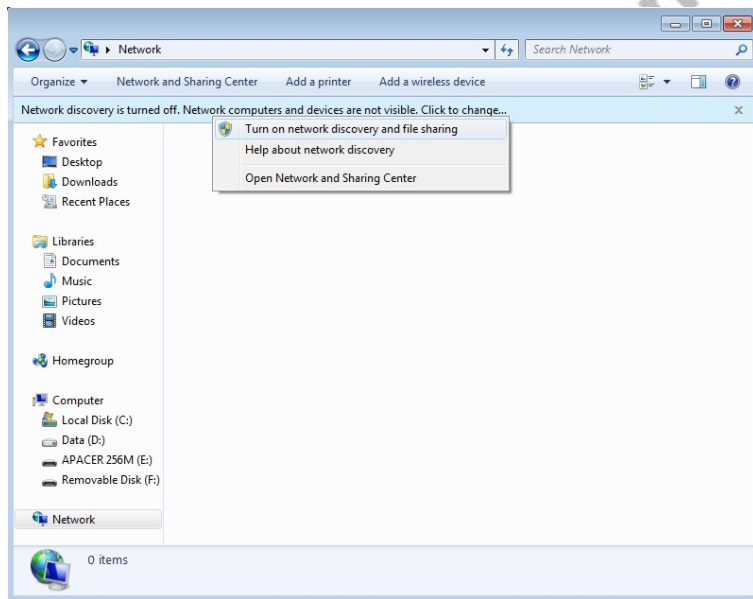 Network
Search Network
Organize
Network and Sharing Center
Add a printer
Add a wireless device
Network discovery is turned off. Network computers and devices are not visible. Click to change...
Turn on network discovery and file sharing
Help about network discovery
Open Network and Sharing Center
Favorites
Desktop
Downloads
Recent Places
Libraries
Documents
Music
Pictures
Videos
Homegroup
Computer
Local Disk (C:)
Data (D:)
APACER 256M (E:)
Removable Disk (F:)
Network
0 items